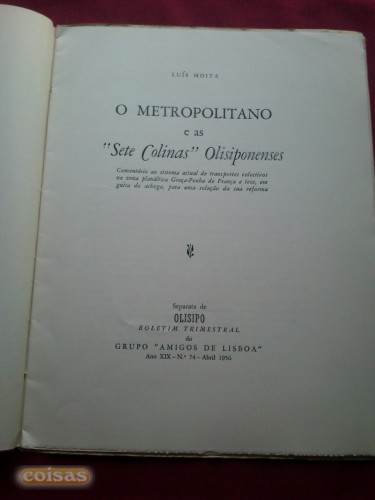 LUÍS MOITA
O METROPOLITANO
e as
"Sete Colinas" Olisiponenses
Comentário ao sistema actual de transportes colectivos
na zona planáltica Graça-Penha de França e tese, em
guisa de achega, para uma solução da sua reforma
Separata de
OLISIPO
BOLETIM TRIMESTRAL
do
GRUPO "AMIGOS DE LISBOA"
Ano XIX - N.º 74 - Abril 1956
coisas